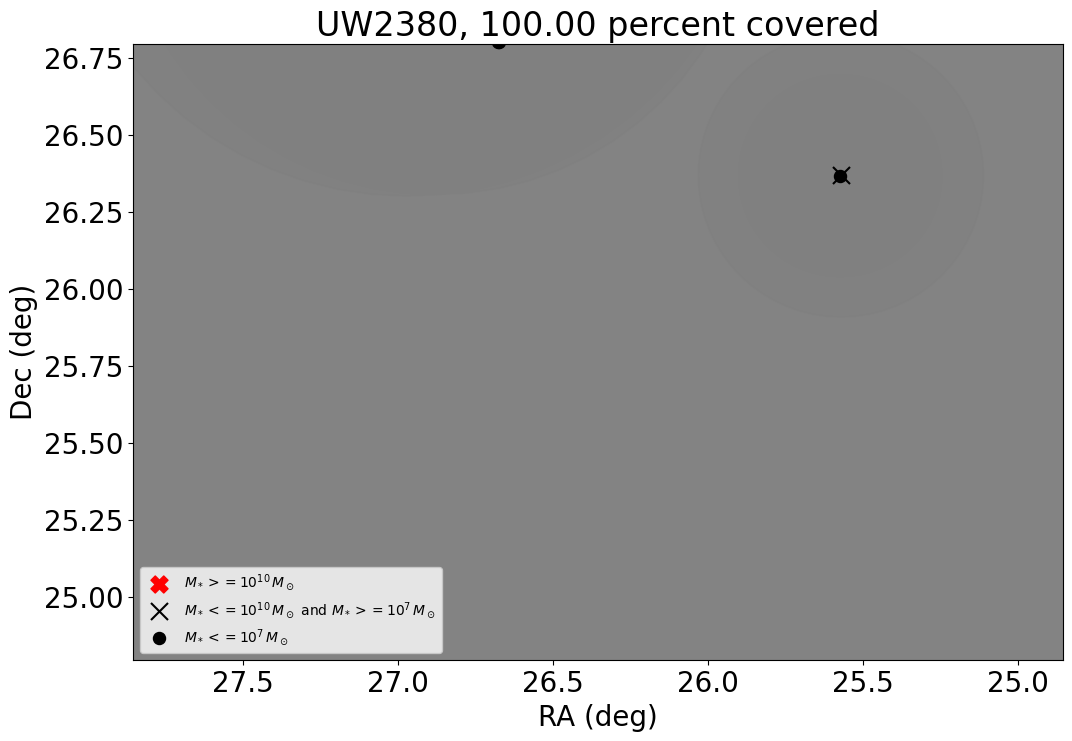 UW2380, 100.00 percent covered
26.75
26.50
26.25
26.00
25.75
25.50
25.25
25.00
Dec (deg)
M* >= 10^10 M⊙
M* <= 10^10 M⊙ and M* >= 10^7 M⊙
M* <= 10^7 M⊙
27.5 27.0 26.5 26.0 25.5 25.0
RA (deg)